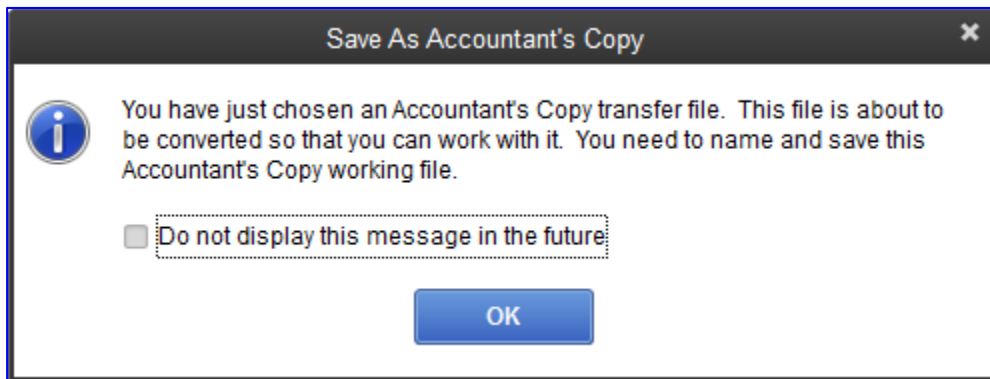 Save As Accountant's Copy
You have just chosen an Accountant's Copy transfer file. This file is about to
be converted so that you can work with it. You need to name and save this
Accountant's Copy working file.
Do not display this message in the future
OK